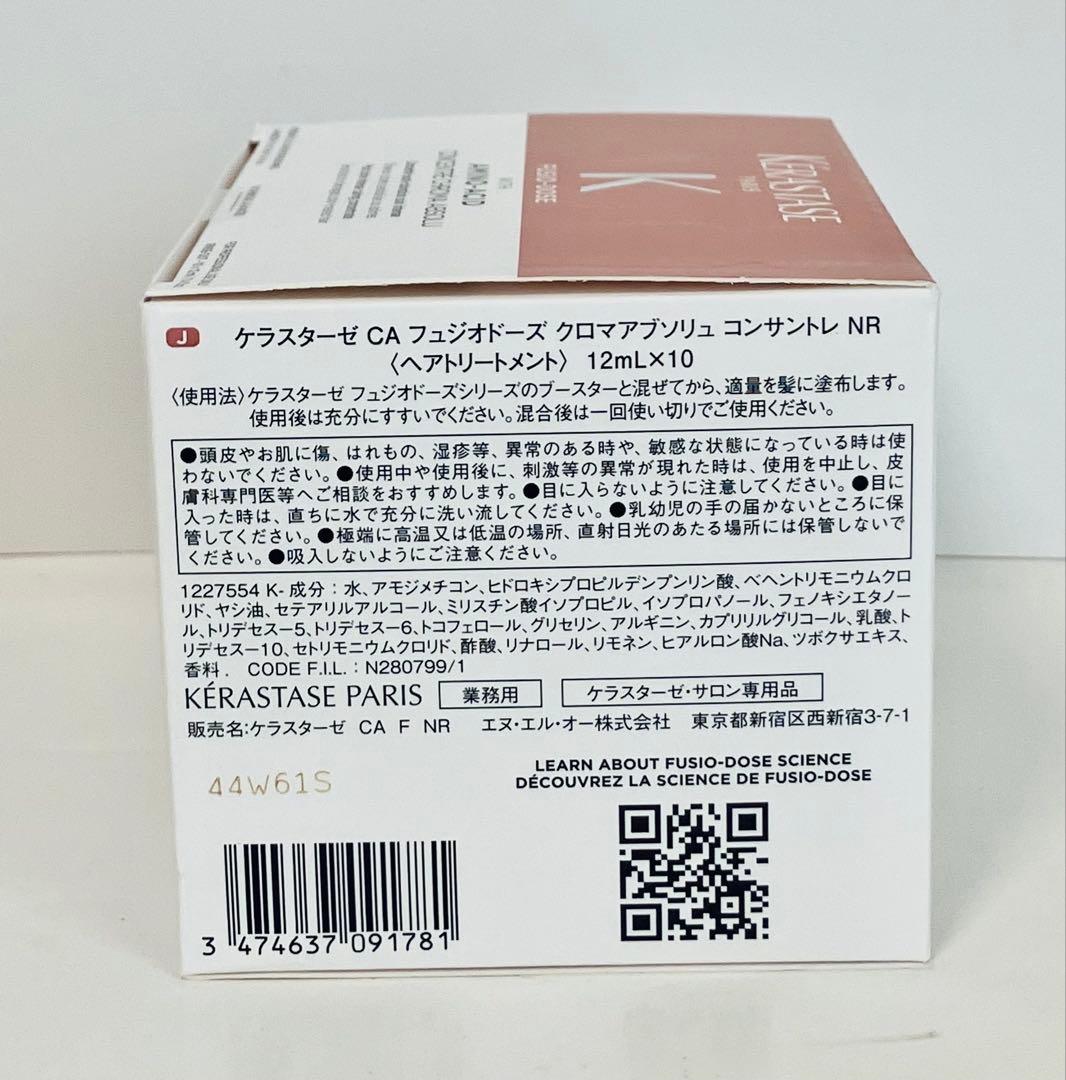 KÉRASTASE
PARIS
K
FUSIO-DOSE
WITH
AMINO-ACID
CONCENTRÉ CHROMA ABSOLU
J
ケラスターゼ CA フュジオドーズ クロマアブソリュ コンサントレ NR
〈ヘアトリートメント〉 12mL×10
〈使用法〉ケラスターゼ フュジオドーズシリーズのブースターと混ぜてから、適量を髪に塗布します。
使用後は充分にすすいでください。混合後は一回使い切りでご使用ください。
●頭皮やお肌に傷、はれもの、湿疹等、異常のある時や、敏感な状態になっている時は使
わないでください。●使用中や使用後に、刺激等の異常が現れた時は、使用を中止し、皮
膚科専門医等へご相談をおすすめします。●目に入らないように注意してください。●目に
入った時は、直ちに水で充分に洗い流してください。●乳幼児の手の届かないところに保
管してください。●極端に高温又は低温の場所、直射日光のあたる場所には保管しないで
ください。●吸入しないようにご注意ください。
1227554 K- 成分：水、アモジメチコン、ヒドロキシプロピルデンプンリン酸、ベヘントリモニウムクロ
リド、ヤシ油、セテアリルアルコール、ミリスチン酸イソプロピル、イソプロパノール、フェノキシエタノー
ル、トリデセス－5、トリデセス－6、トコフェロール、グリセリン、アルギニン、カプリリルグリコール、乳酸、ト
リデセス－10、セトリモニウムクロリド、酢酸、リナロール、リモネン、ヒアルロン酸Na、ツボクサエキス、
香料． CODE F.I.L. : N280799/1
KÉRASTASE PARIS 業務用 ケラスターゼ・サロン専用品
販売名:ケラスターゼ CA F NR エヌ・エル・オー株式会社 東京都新宿区西新宿3-7-1
44W61S
LEARN ABOUT FUSIO-DOSE SCIENCE
DÉCOUVREZ LA SCIENCE DE FUSIO-DOSE
3 474637 091781